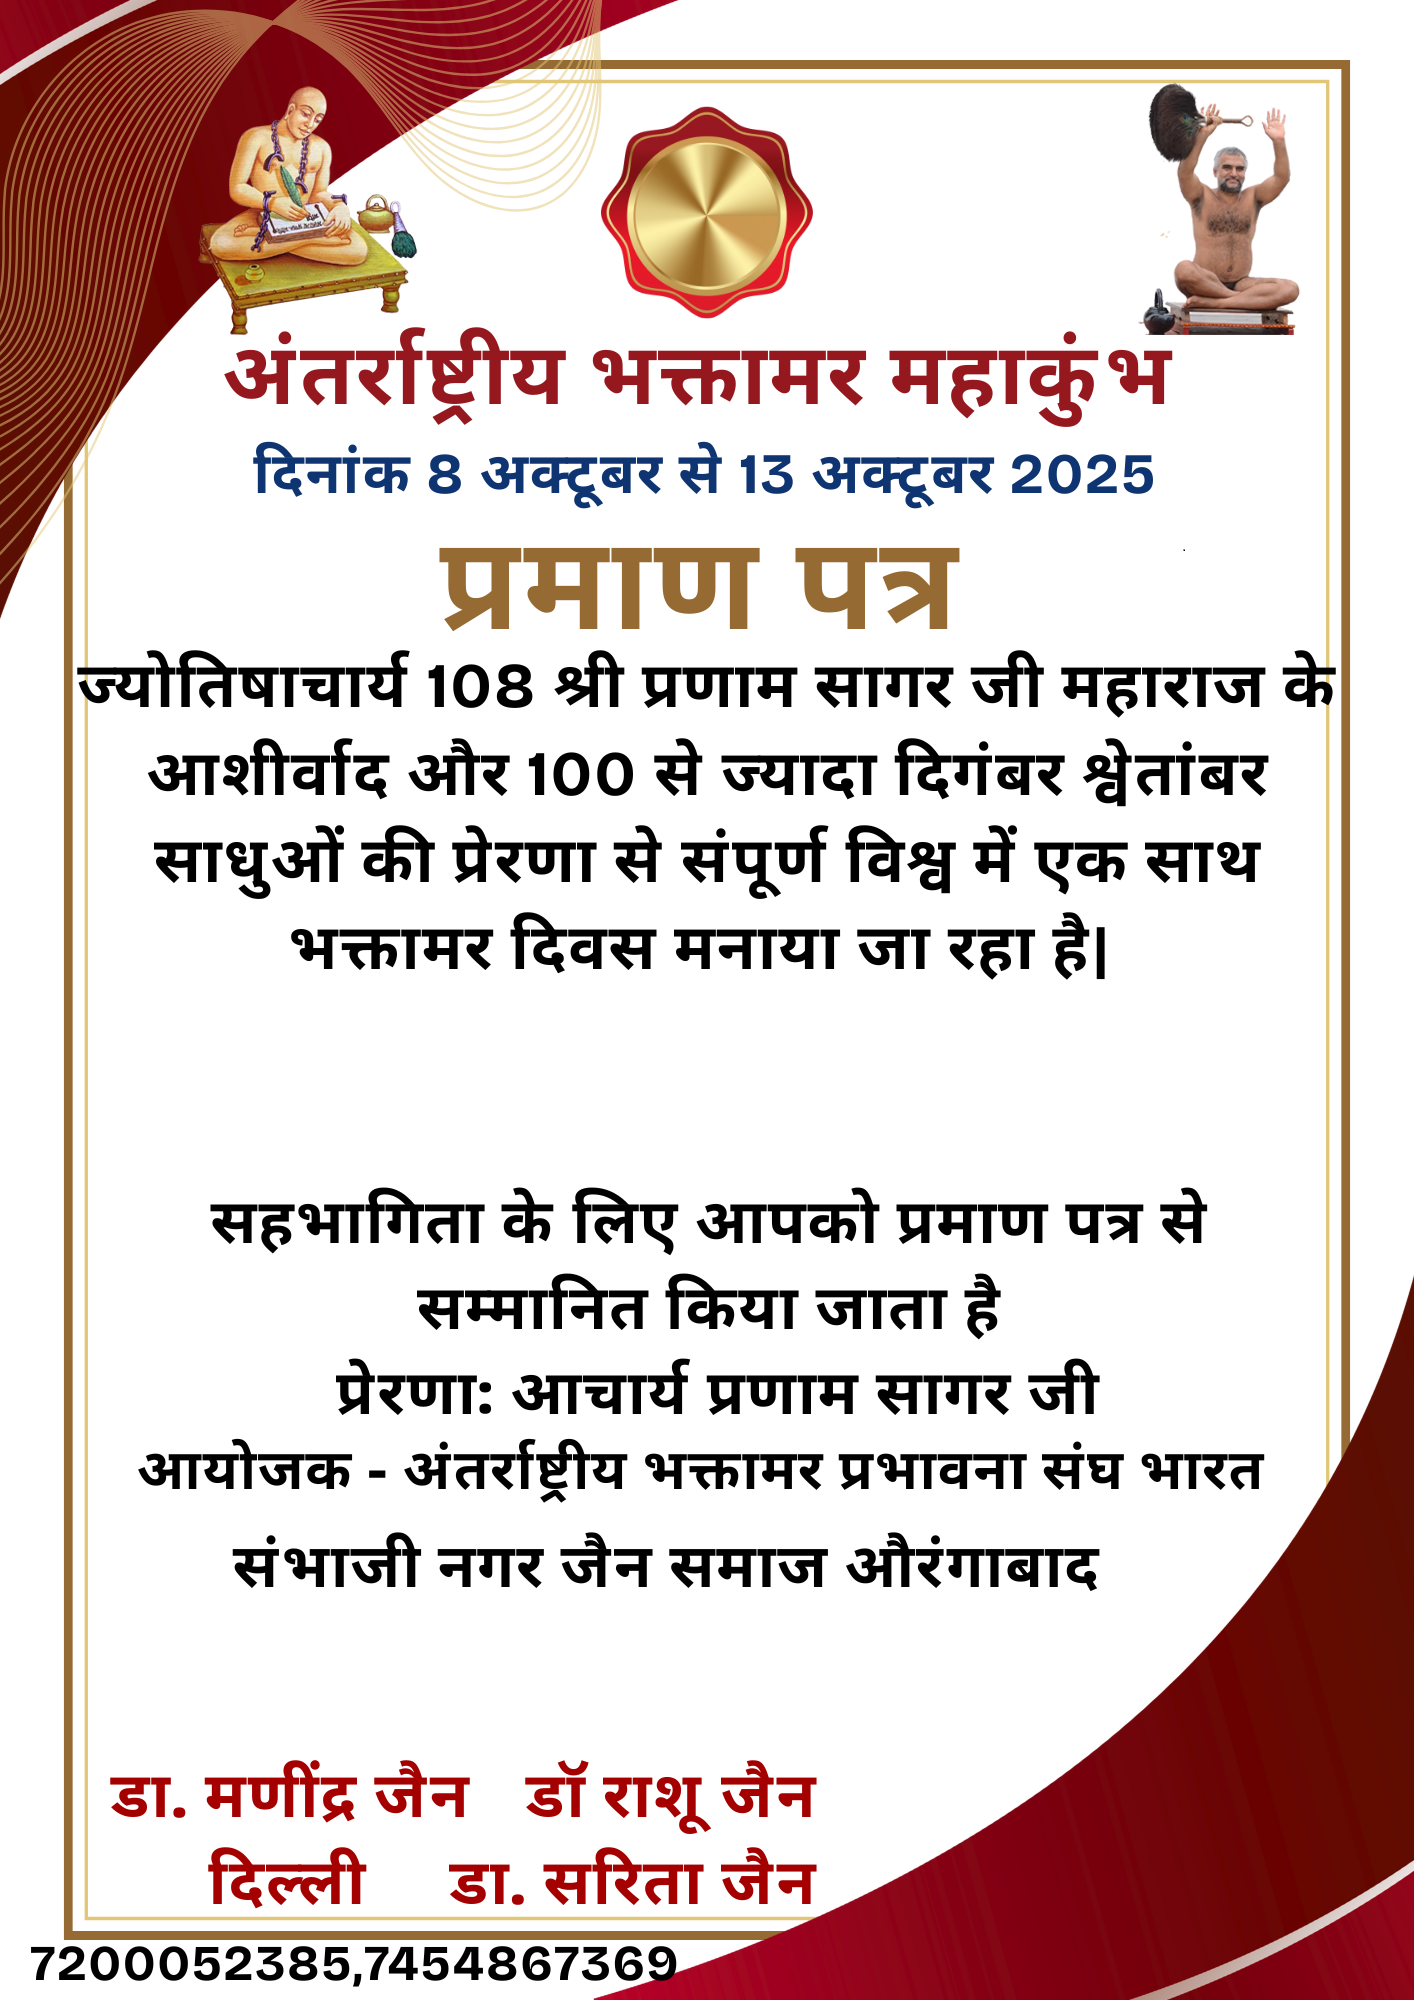 अंतर्राष्ट्रीय भक्तामर महाकुंभ
दिनांक 8 अक्टूबर से 13 अक्टूबर 2025
प्रमाण पत्र
ज्योतिषाचार्य 108 श्री प्रणाम सागर जी महाराज के
आशीर्वाद और 100 से ज्यादा दिगंबर श्वेतांबर
साधुओं की प्रेरणा से संपूर्ण विश्व में एक साथ
भक्तामर दिवस मनाया जा रहा है|
सहभागिता के लिए आपको प्रमाण पत्र से
सम्मानित किया जाता है
प्रेरणा: आचार्य प्रणाम सागर जी
आयोजक - अंतर्राष्ट्रीय भक्तामर प्रभावना संघ भारत
संभाजी नगर जैन समाज औरंगाबाद
डा. मणींद्र जैन डॉ राशू जैन
दिल्ली डा. सरिता जैन
7200052385,7454867369